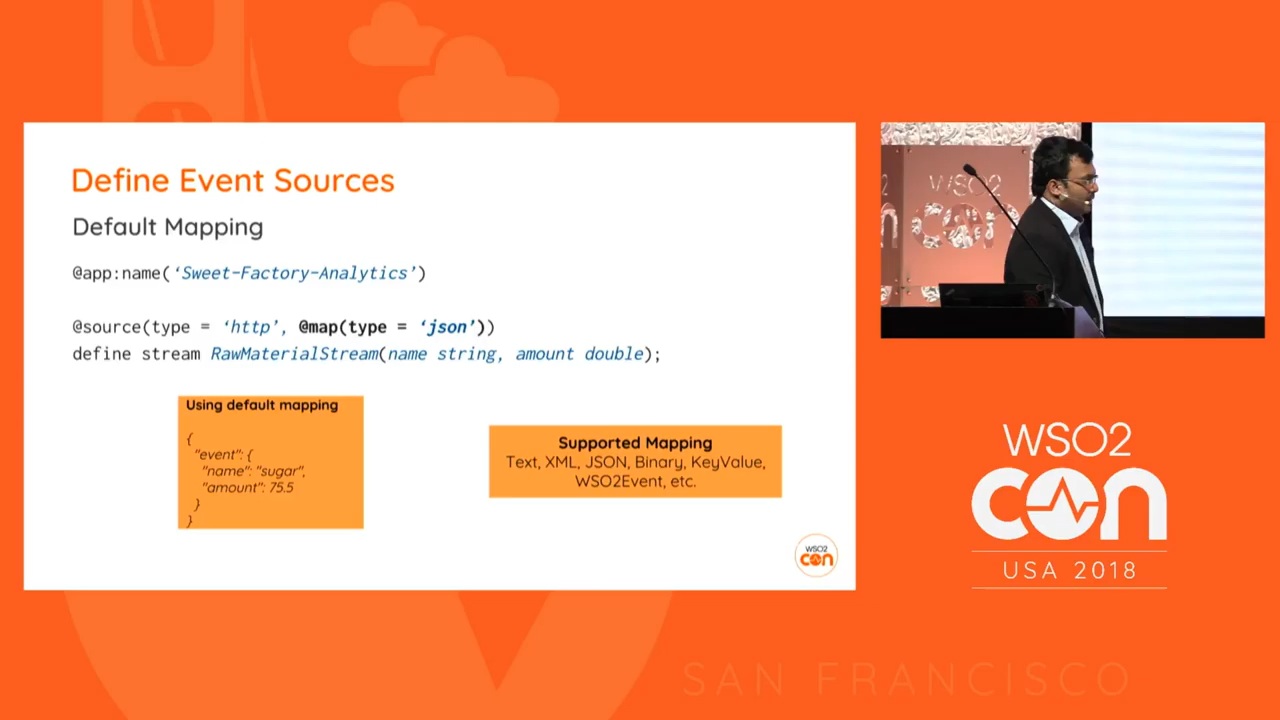 Define Event Sources
Default Mapping
@app:name(‘Sweet-Factory-Analytics’)
@source(type = ‘http’, @map(type = ‘json’))
define stream RawMaterialStream(name string, amount double);
Using default mapping
{
"event": {
"name": "sugar",
"amount": 75.5
}
}
Supported Mapping
Text, XML, JSON, Binary, KeyValue,
WSO2Event, etc.
WSO2
con
WSO2
con
WSO2
con
USA 2018
SAN FRANCISCO